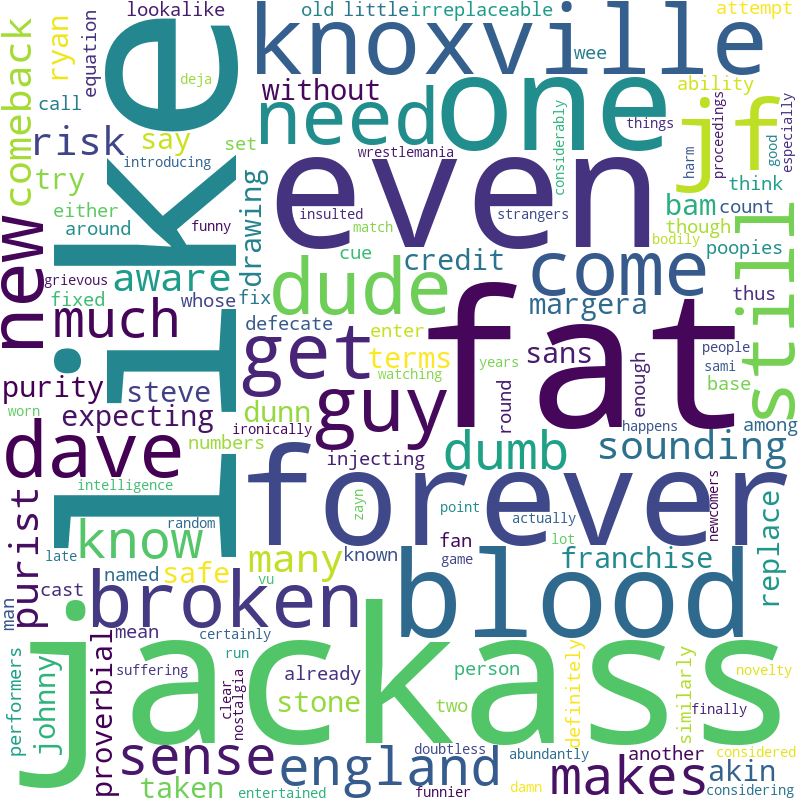 lookalike
old little irreplaceable
attempt
knoxville
wee
ryan
equation
deja
comeback
like
without
need
one
ability
jf
call
risk
say
introducing
set
wrestlemania
considerably
things
proceedings
good
especially
harm
try
either
around
funny
drawing
even
insulted
strangers
match
bam
think
count
though
bodily
poopies
new
grievous
aware
whose
fix
fixed
dude
cue
credit
come
margera
thus
still
much
defecate
enter
terms
get
fat
years
watching
sans
people
sami
base
purity
steve
worn
expecting
dunn
guy
round
enough
happens
among
dave
numbers
ironically
injecting
dumb
sounding
intelligence
zayn
forever
newcomers
purist
know
random
point
actually
lot
replace
late
many
known
fan
game
franchise
cast
named
safe
vu
man
broken
blood
mean
certainly
performers
johnny
proverbial
suffering
run
clear
nostalgia
already
person
definitely
similarly
novelty
jackass
stone
two
finally
sense
doubtless
abundantly
another
considered
england
makes
akin
taken
entertained
funnier
damn
considering